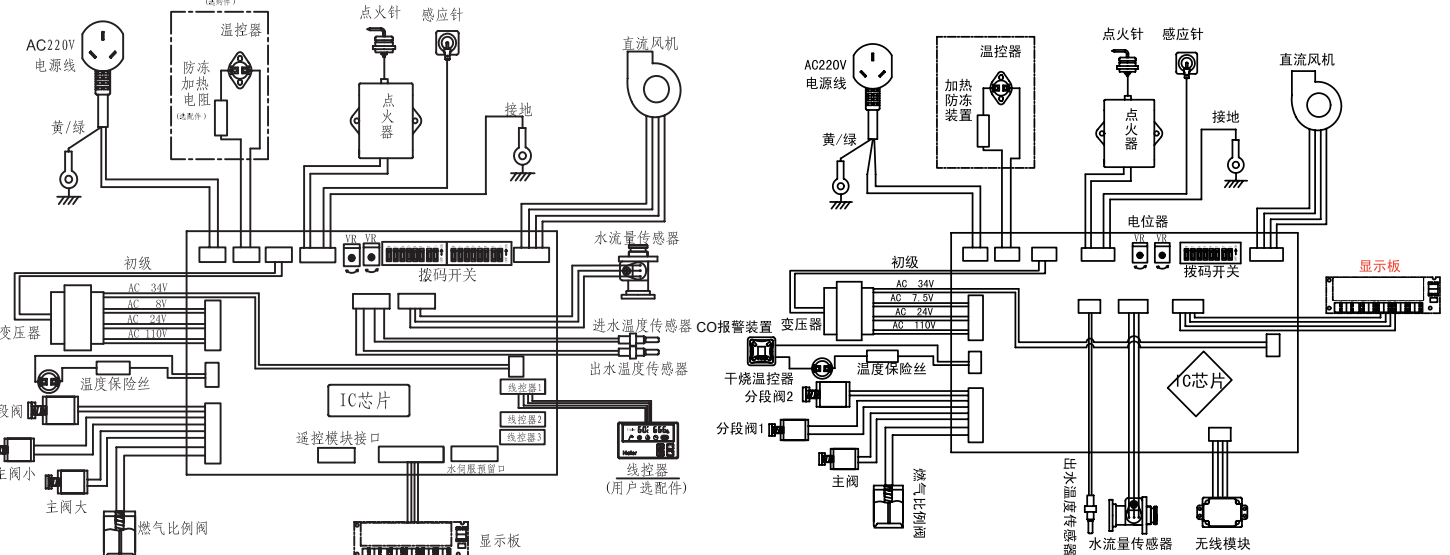 (选配件)
AC220V
电源线
温控器
防冻
加热
电阻
(选配件)
黄/绿
点火针
感应针
点火器
接地
直流风机
VR VR
拨码开关
水流量传感器
初级
AC 34V
AC 8V
AC 24V
AC 110V
变压器
进水温度传感器
出水温度传感器
温度保险丝
段阀
主阀小
主阀大
燃气比例阀
IC芯片
线控器1
线控器2
线控器3
遥控模块接口
水伺服预留口
线控器
(用户选配件)
显示板
AC220V
电源线
温控器
加热
防冻
装置
黄/绿
点火针
感应针
点火器
接地
直流风机
电位器
VR VR
拨码开关
显示板
初级
AC 34V
AC 7.5V
AC 24V
AC 110V
变压器
CO报警装置
干烧温控器
温度保险丝
分段阀2
分段阀1
主阀
燃气比例阀
IC芯片
出水温度传感器
水流量传感器
无线模块